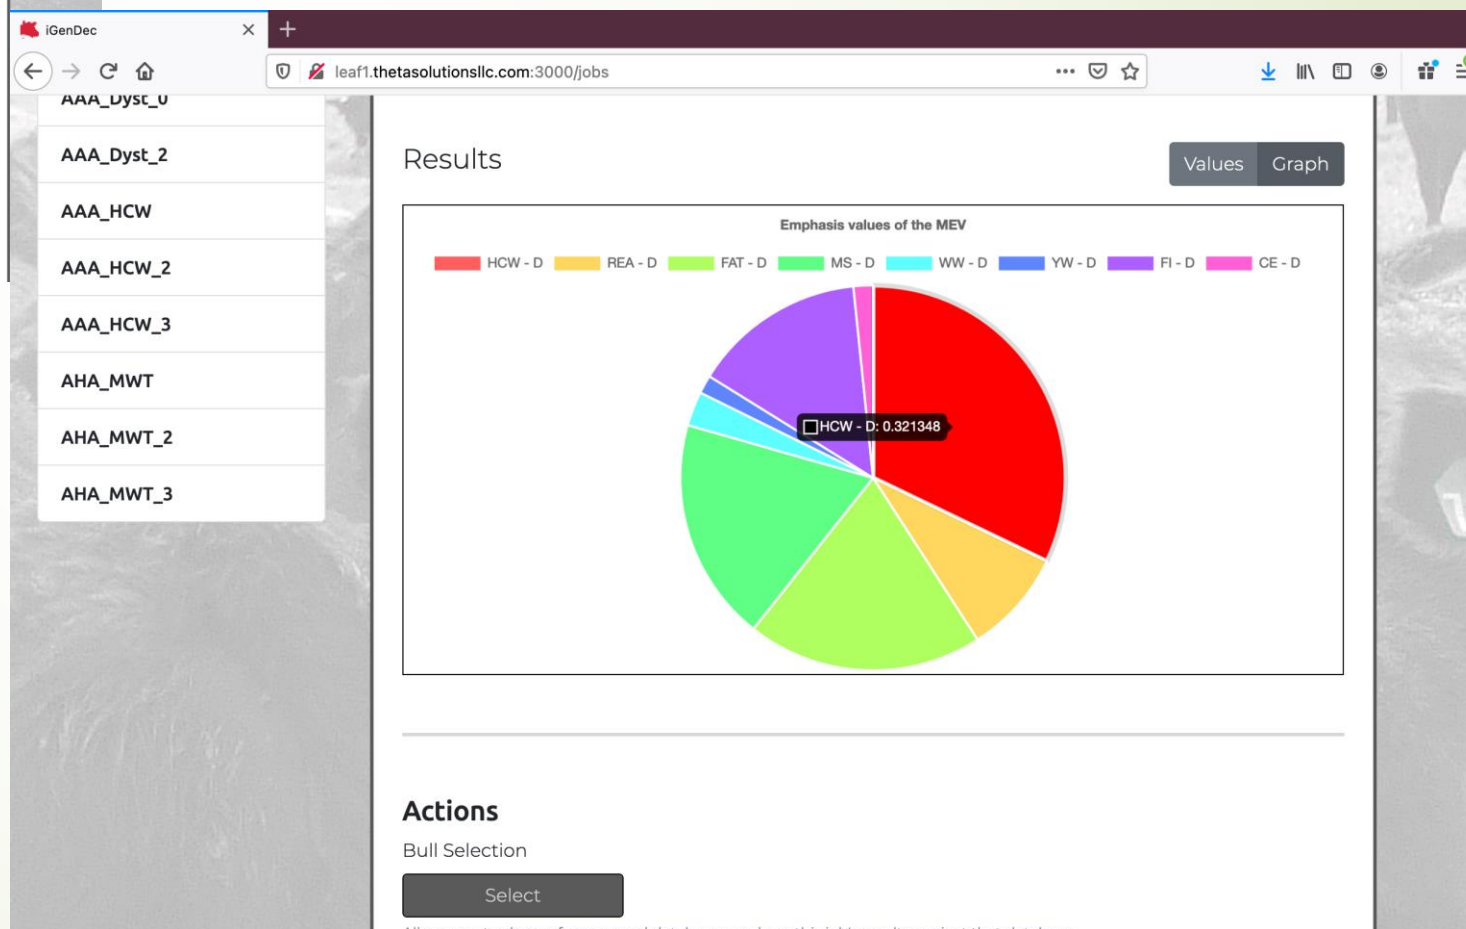 iGenDec
leaf1.thetasolutionsllc.com:3000/jobs
AAA_Dyst_0
AAA_Dyst_2
AAA_HCW
AAA_HCW_2
AAA_HCW_3
AHA_MWT
AHA_MWT_2
AHA_MWT_3
Results
Values Graph
Emphasis values of the MEV
HCW - D REA - D FAT - D MS - D WW - D YW - D FI - D CE - D
HCW - D: 0.321348
Actions
Bull Selection
Select